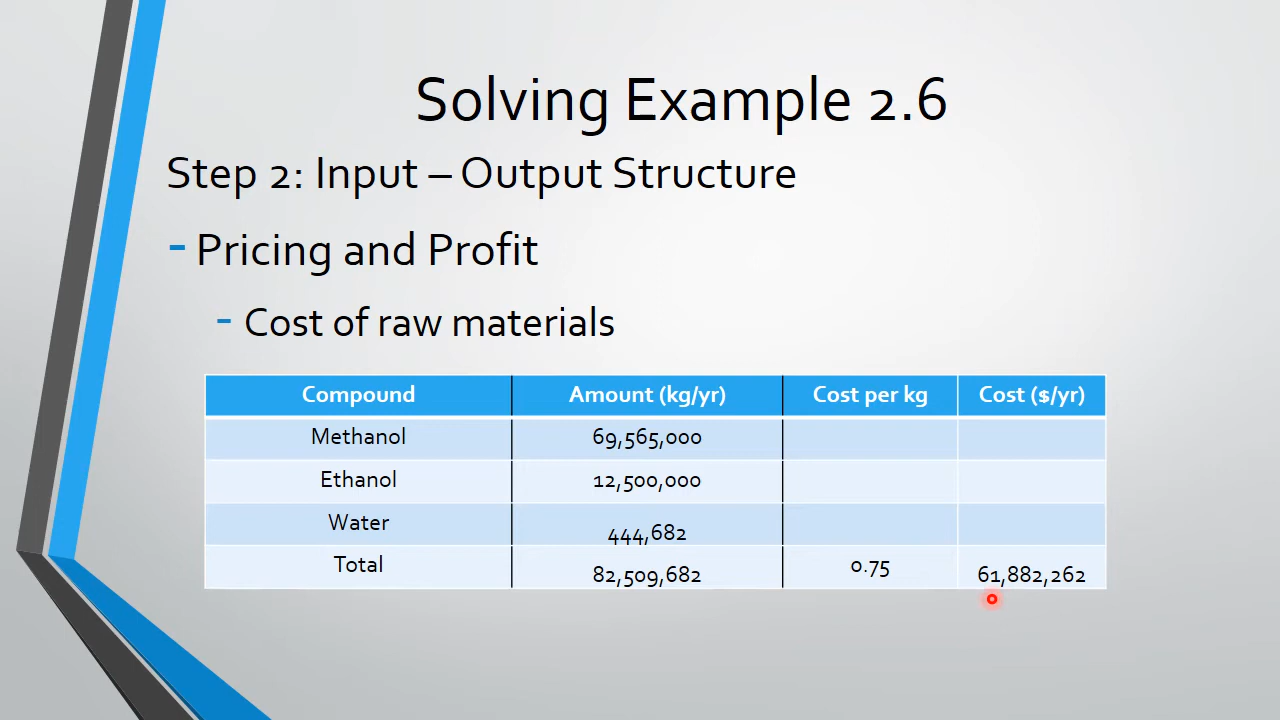 Solving Example 2.6
Step 2: Input – Output Structure
- Pricing and Profit
- Cost of raw materials
Compound Amount (kg/yr) Cost per kg Cost ($/yr)
Methanol 69,565,000
Ethanol 12,500,000
Water 444,682
Total 82,509,682 0.75 61,882,262